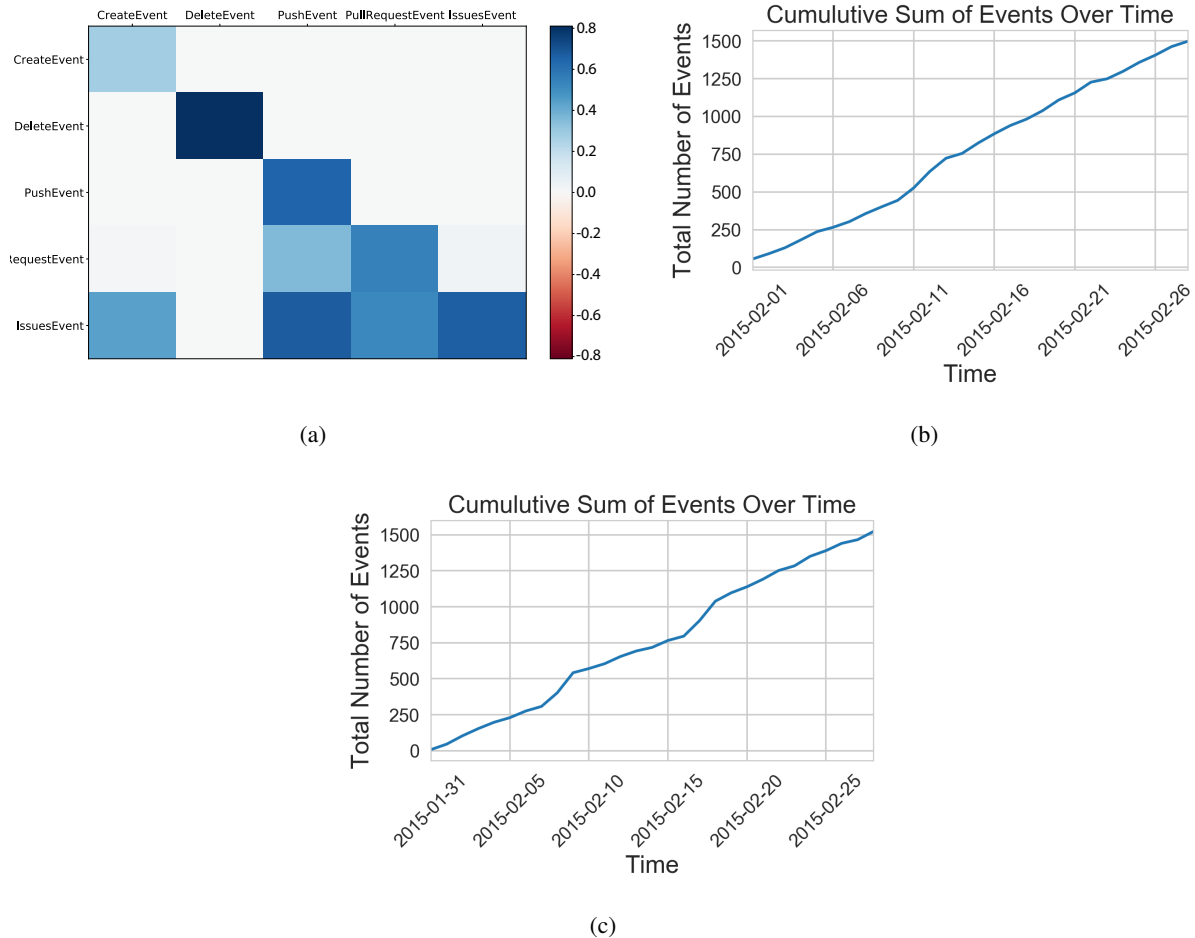 CreateEvent DeleteEvent PushEvent PullRequestEvent IssuesEvent
CreateEvent
DeleteEvent
PushEvent
RequestEvent
IssuesEvent
0.8
0.6
0.4
0.2
0.0
-0.2
-0.4
-0.6
-0.8
(a)
Cumulutive Sum of Events Over Time
Total Number of Events
1500
1250
1000
750
500
250
0
2015-02-01
2015-02-06
2015-02-11
2015-02-16
2015-02-21
2015-02-26
Time
(b)
Cumulutive Sum of Events Over Time
Total Number of Events
1500
1250
1000
750
500
250
0
2015-01-31
2015-02-05
2015-02-10
2015-02-15
2015-02-20
2015-02-25
Time
(c)